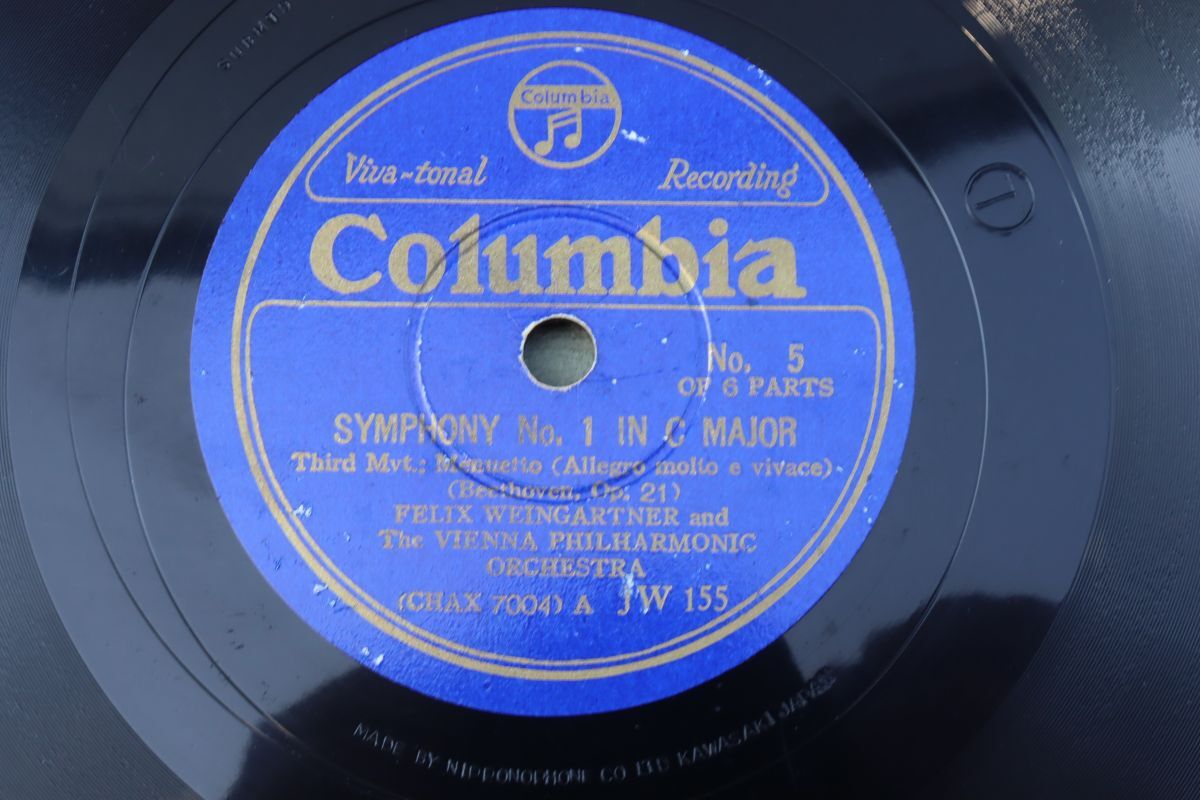 Columbia
Viva-tonal Recording
Columbia
No. 5
OF 6 PARTS
SYMPHONY No. 1 IN C MAJOR
Third Mvt.; Menuetto (Allegro molto e vivace)
(Beethoven, Op. 21)
FELIX WEINGARTNER and
The VIENNA PHILHARMONIC
ORCHESTRA
(CHAX 7004) A JW 155
MADE BY NIPPONOPHONE CO LTD KAWASAKI JAPAN